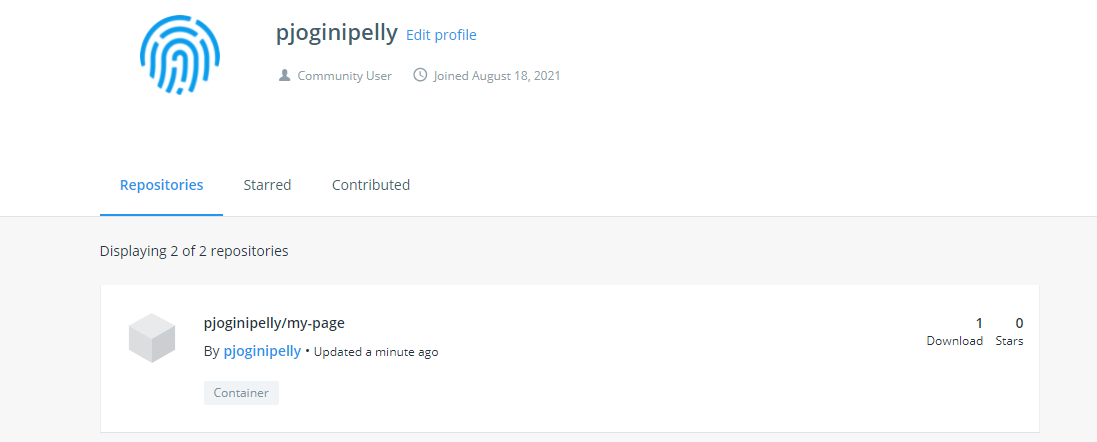 pjoginipelly Edit profile
Community User Joined August 18, 2021
Repositories Starred Contributed
Displaying 2 of 2 repositories
pjoginipelly/my-page 1 0
By pjoginipelly • Updated a minute ago Download Stars
Container